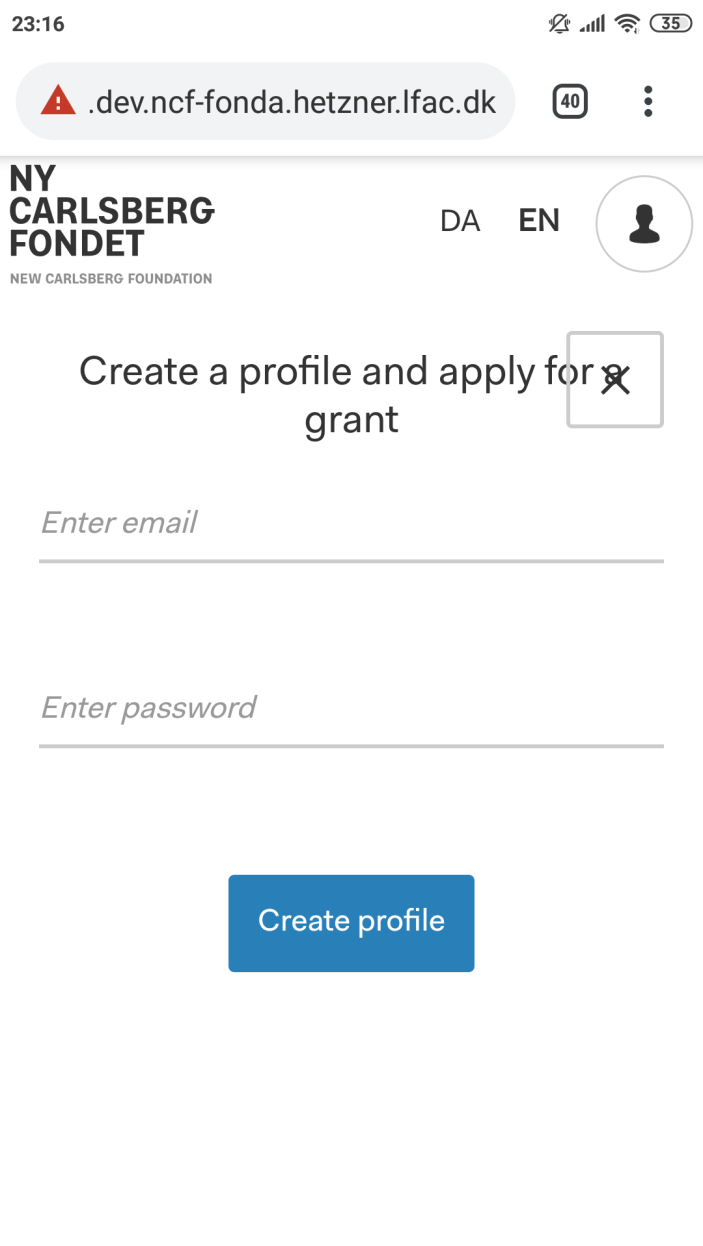 23:16
35
.dev.ncf-fonda.hetzner.lfac.dk
40
NY
CARLSBERG
FONDET
NEW CARLSBERG FOUNDATION
DA EN
Create a profile and apply for a
grant
Enter email
Enter password
Create profile